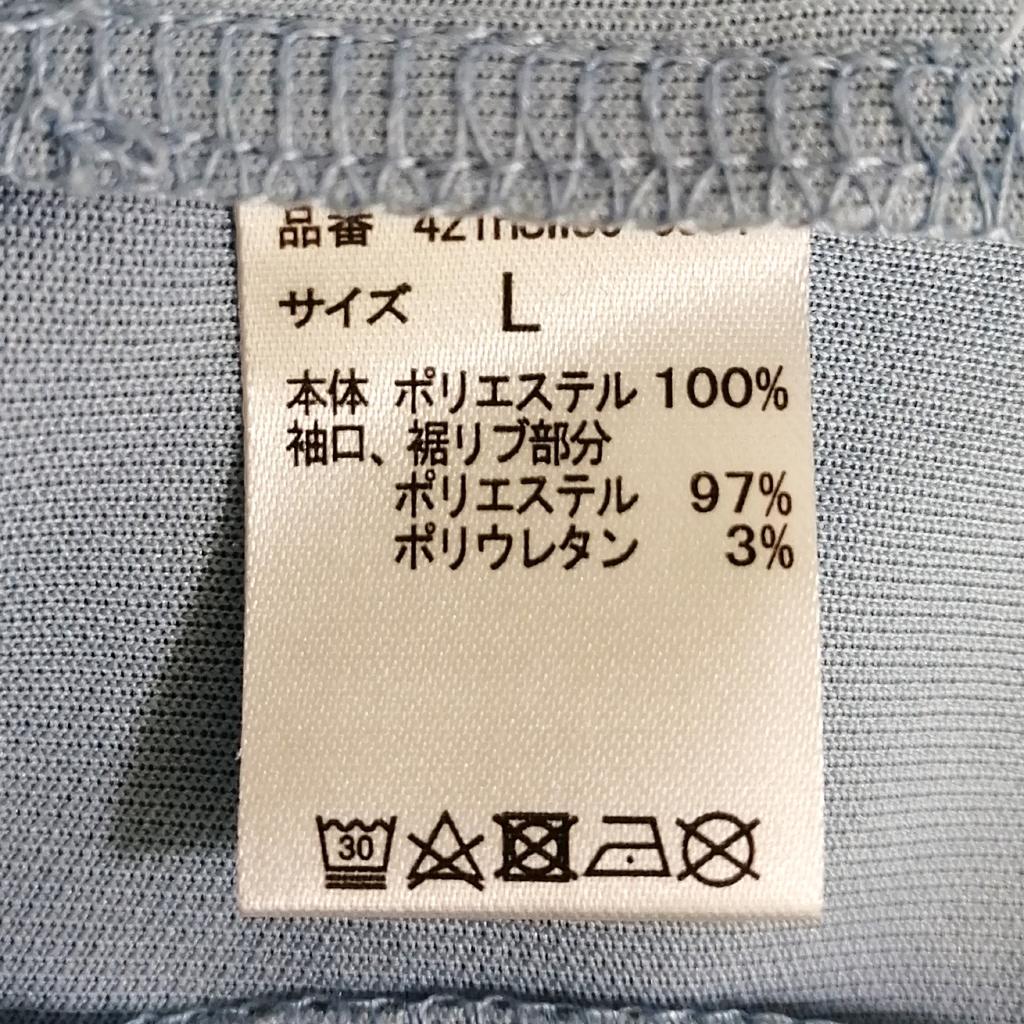 品番
サイズ L
本体 ポリエステル 100%
袖口、裾リブ部分
ポリエステル 97%
ポリウレタン 3%
30